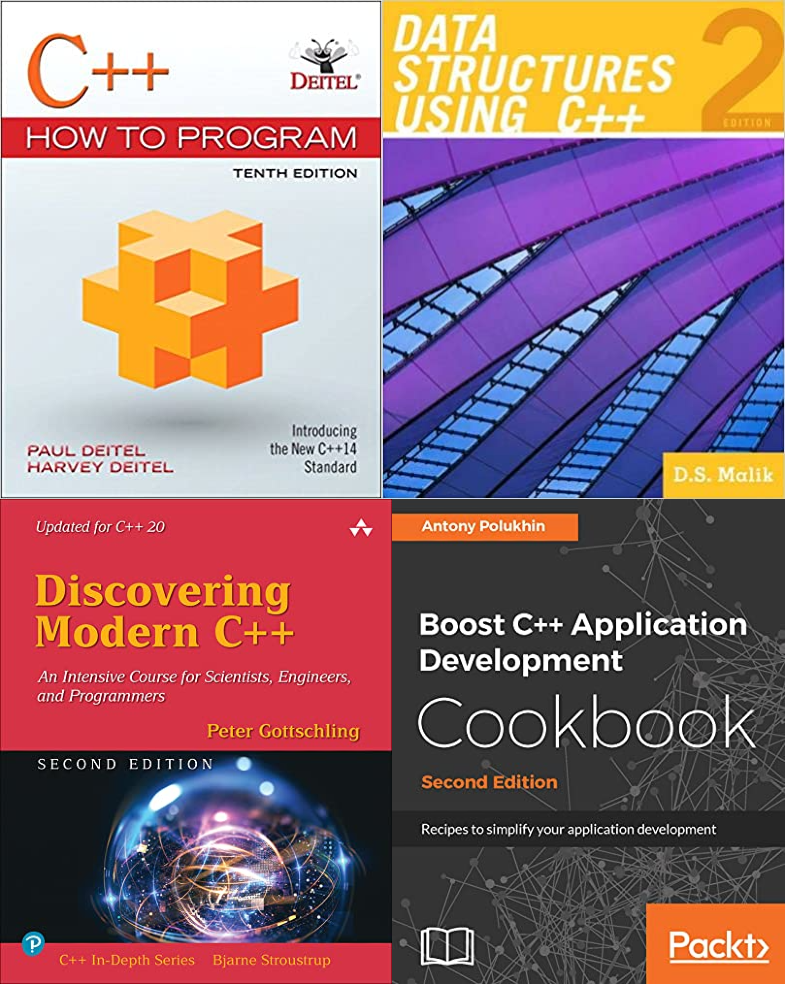 C++
DEITEL®
HOW TO PROGRAM
TENTH EDITION
Introducing
the New C++14
Standard
PAUL DEITEL
HARVEY DEITEL
DATA
STRUCTURES
USING C++
2
EDITION
D.S. Malik
Updated for C++ 20
Discovering
Modern C++
An Intensive Course for Scientists, Engineers,
and Programmers
Peter Gottschling
SECOND EDITION
P
C++ In-Depth Series Bjarne Stroustrup
Antony Polukhin
Boost C++ Application
Development
Cookbook
Second Edition
Recipes to simplify your application development
Packt>